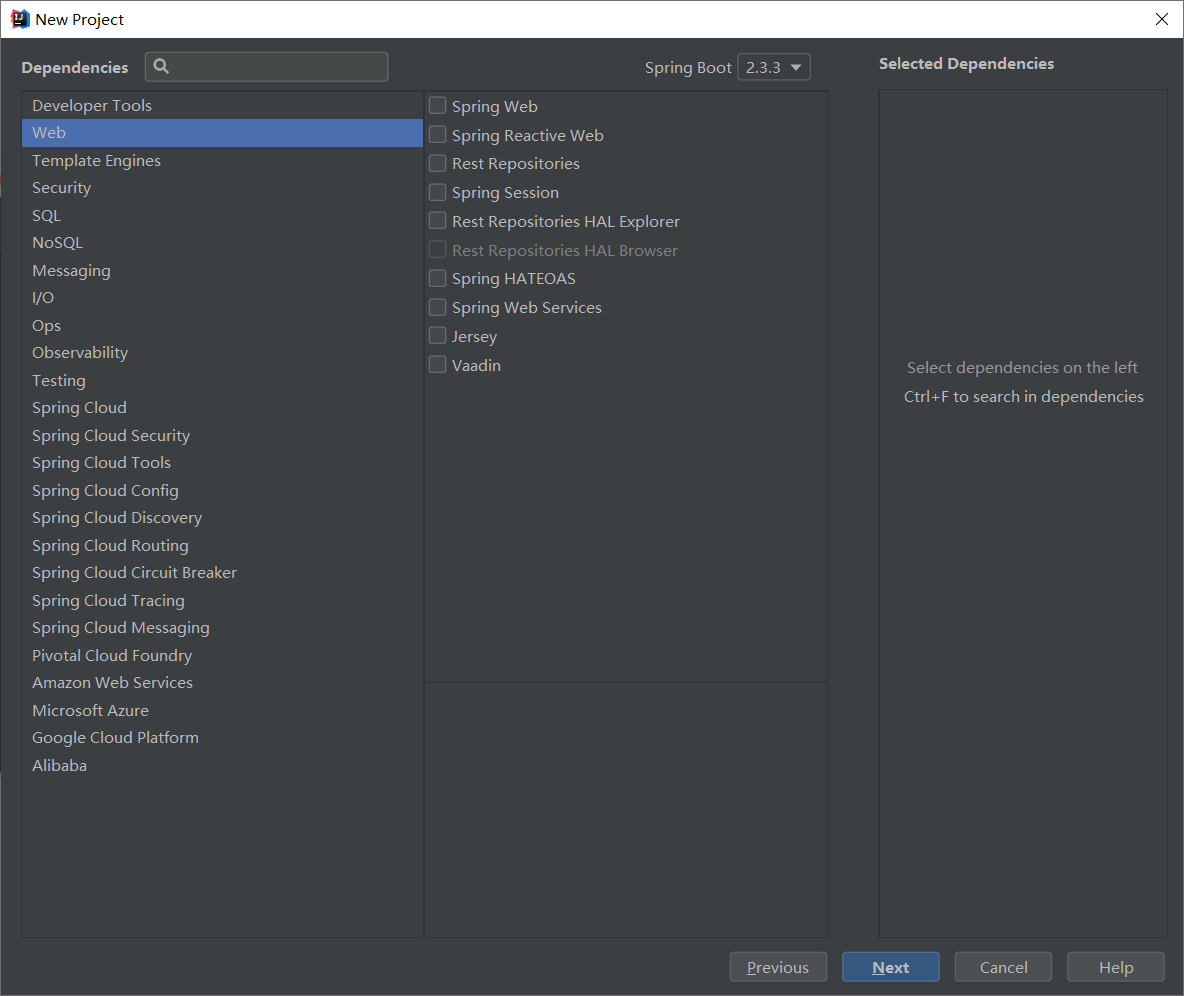 New Project
Dependencies
Spring Boot 2.3.3
Selected Dependencies
Developer Tools
Web
Template Engines
Security
SQL
NoSQL
Messaging
I/O
Ops
Observability
Testing
Spring Cloud
Spring Cloud Security
Spring Cloud Tools
Spring Cloud Config
Spring Cloud Discovery
Spring Cloud Routing
Spring Cloud Circuit Breaker
Spring Cloud Tracing
Spring Cloud Messaging
Pivotal Cloud Foundry
Amazon Web Services
Microsoft Azure
Google Cloud Platform
Alibaba
Spring Web
Spring Reactive Web
Rest Repositories
Spring Session
Rest Repositories HAL Explorer
Rest Repositories HAL Browser
Spring HATEOAS
Spring Web Services
Jersey
Vaadin
Select dependencies on the left
Ctrl+F to search in dependencies
Previous
Next
Cancel
Help